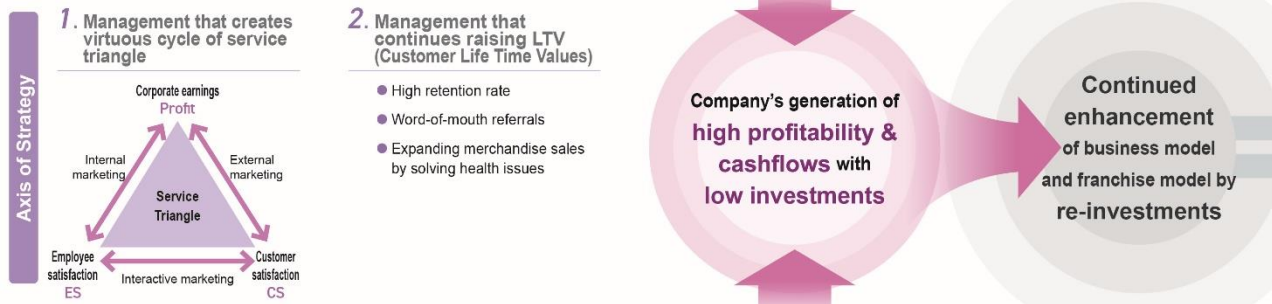 Axis of Strategy
1. Management that creates
virtuous cycle of service
triangle
Corporate earnings
Profit
Internal
marketing
External
marketing
Service
Triangle
Employee
satisfaction
ES
Interactive marketing
Customer
satisfaction
CS
2. Management that
continues raising LTV
(Customer Life Time Values)
● High retention rate
● Word-of-mouth referrals
● Expanding merchandise sales
by solving health issues
Company's generation of
high profitability &
cashflows with
low investments
Continued
enhancement
of business model
and franchise model by
re-investments